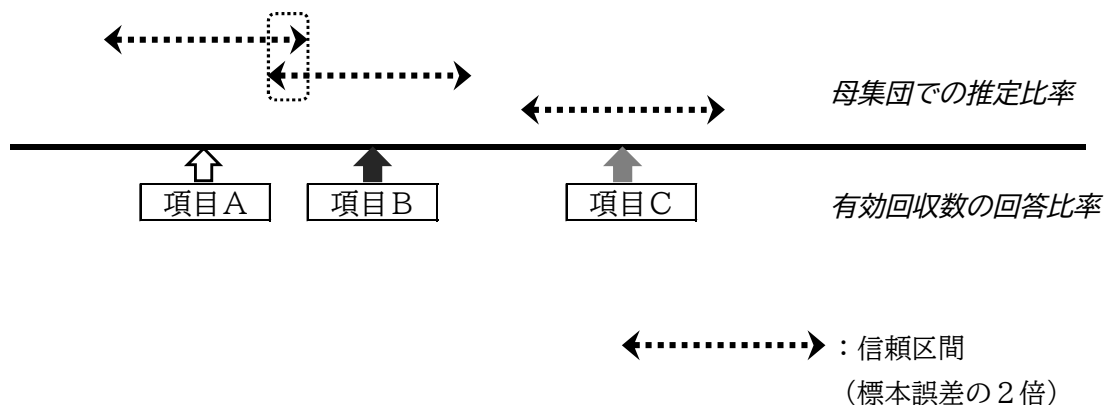 母集団での推定比率
項目A
項目B
項目C
有効回収数の回答比率
：信頼区間
（標本誤差の２倍）